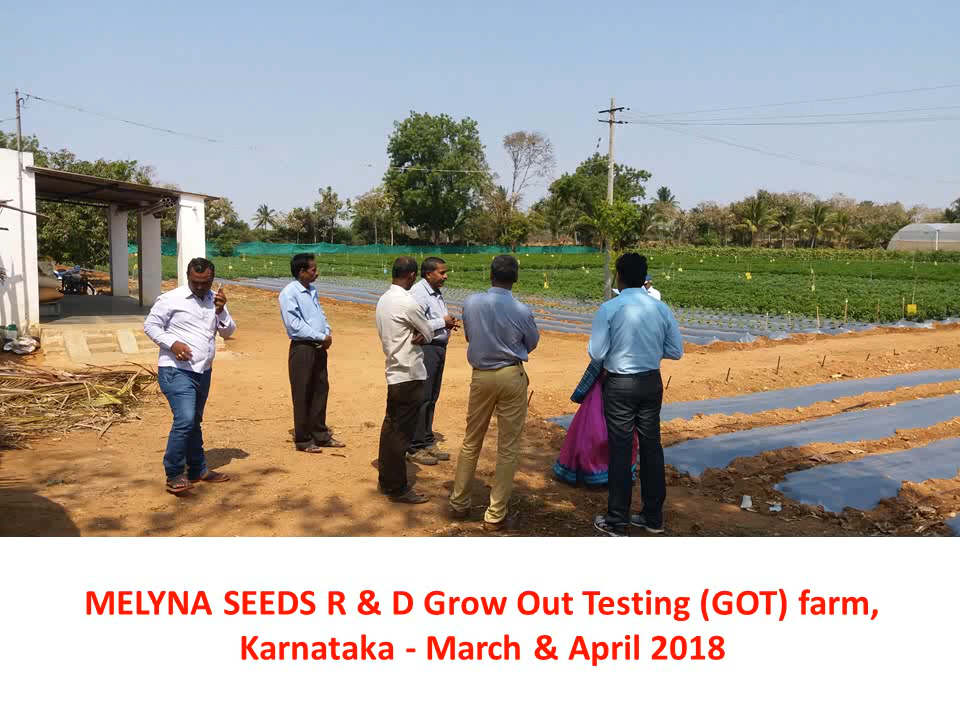 MELYNA SEEDS R & D Grow Out Testing (GOT) farm,
Karnataka - March & April 2018